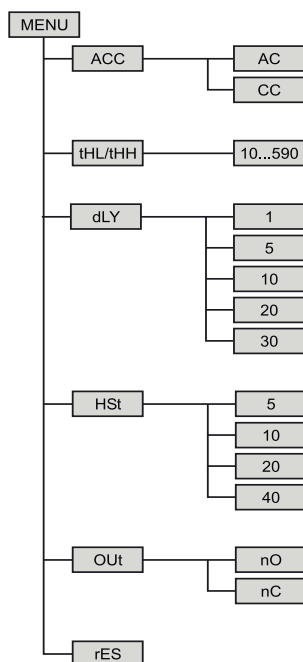 MENU
ACC
AC
CC
tHL/tHH
10...590
dLY
1
5
10
20
30
HSt
5
10
20
40
OUt
nO
nC
rES